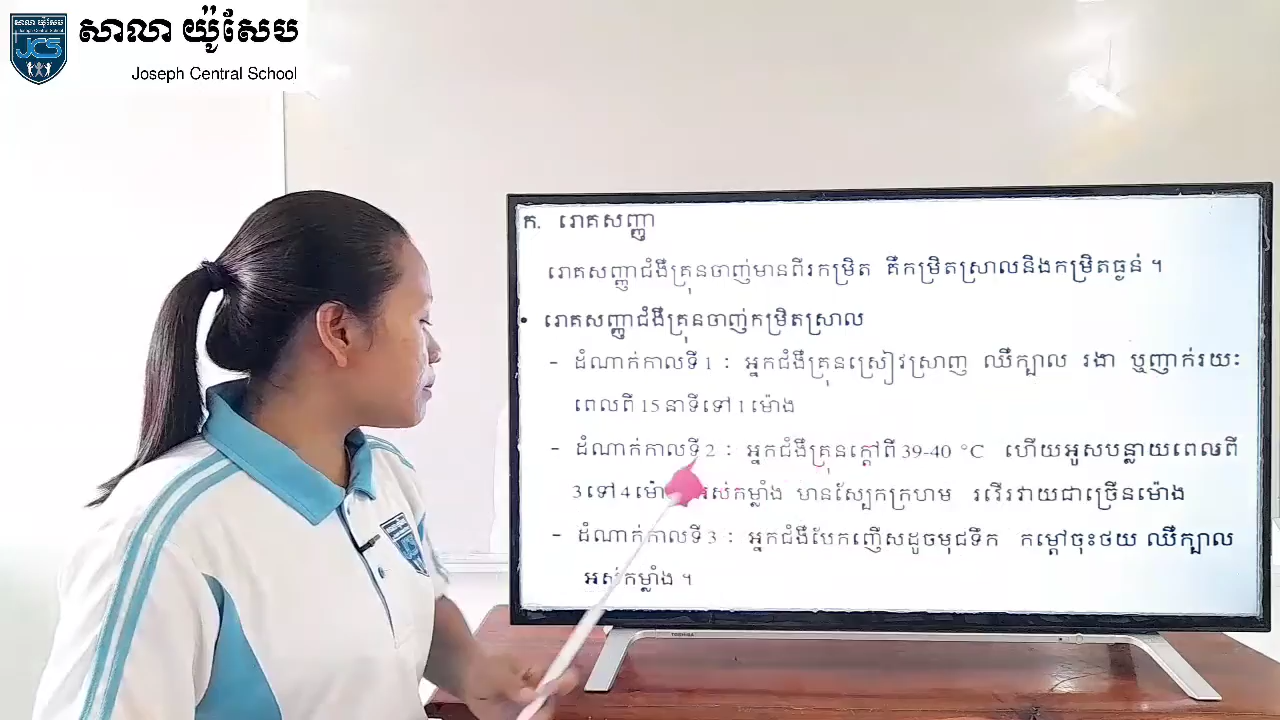 សាលា យ៉ូសែប
Joseph Central School
JCS
ក. រោគសញ្ញា
រោគសញ្ញាជំងឺគ្រុនចាញ់មានពីរកម្រិត គឺកម្រិតស្រាលនិងកម្រិតធ្ងន់ ។
• រោគសញ្ញាជំងឺគ្រុនចាញ់កម្រិតស្រាល
- ដំណាក់កាលទី 1 : អ្នកជំងឺគ្រុនស្រៀវស្រាញ ឈឺក្បាល រងា ឬញាក់រយៈ
ពេលពី 15 នាទីទៅ 1 ម៉ោង
- ដំណាក់កាលទី 2 : អ្នកជំងឺគ្រុនក្តៅពី 39-40 °C ហើយអូសបន្លាយពេលពី
3 ទៅ 4 ម៉ោ អស់កម្លាំង មានស្បែកក្រហម រវើរវាយជាច្រើនម៉ោង
- ដំណាក់កាលទី 3 : អ្នកជំងឺបែកញើសដូចមុជទឹក កម្តៅចុះថយ ឈឺក្បាល
អស់កម្លាំង ។
TOSHIBA